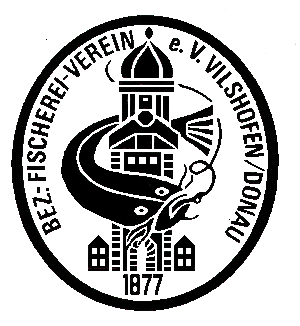 BEZ.-FISCHEREI-VEREIN e.V. VILSHOFEN/DONAU
1877